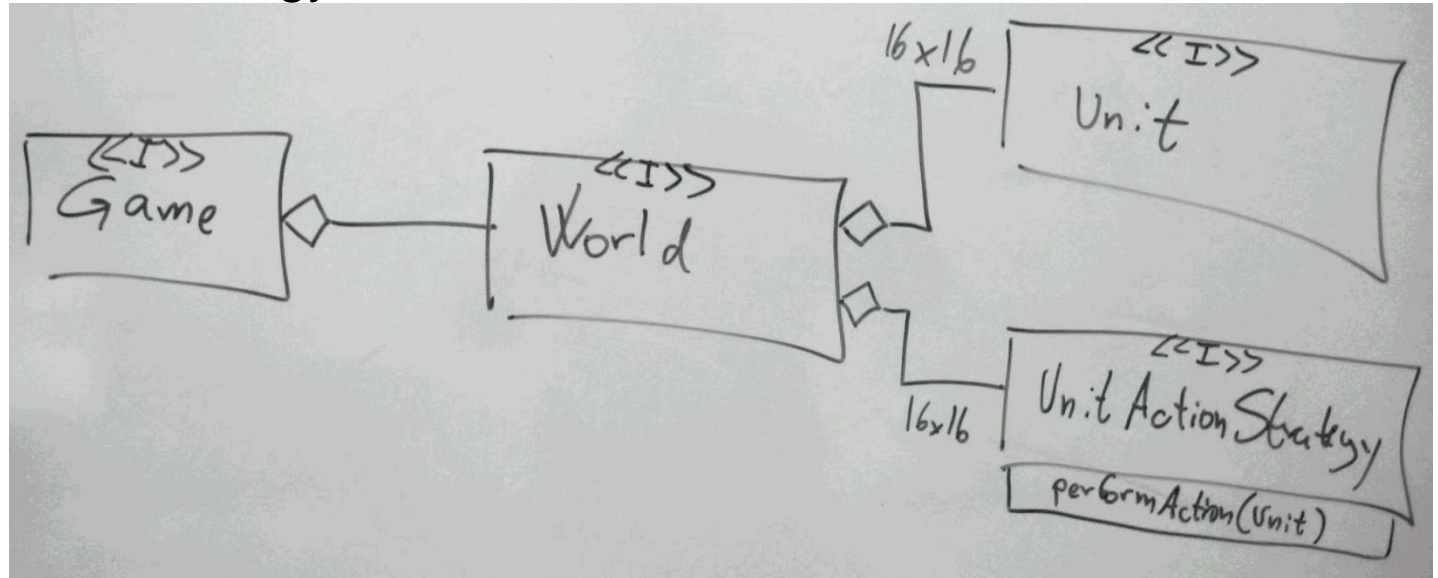 <<I>>
Game
<<I>>
World
16x16
<<I>>
Unit
16x16
<<I>>
Unit Action Strategy
performAction(Unit)